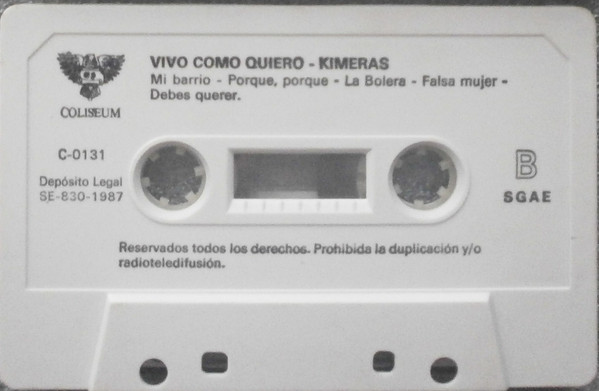 VIVO COMO QUIERO - KIMERAS
Mi barrio - Porque, porque - La Bolera - Falsa mujer -
Debes querer.
COLISEUM
C-0131
Depósito Legal
SE-830-1987
B
SGAE
Reservados todos los derechos. Prohibida la duplicación y/o
radioteledifusión.